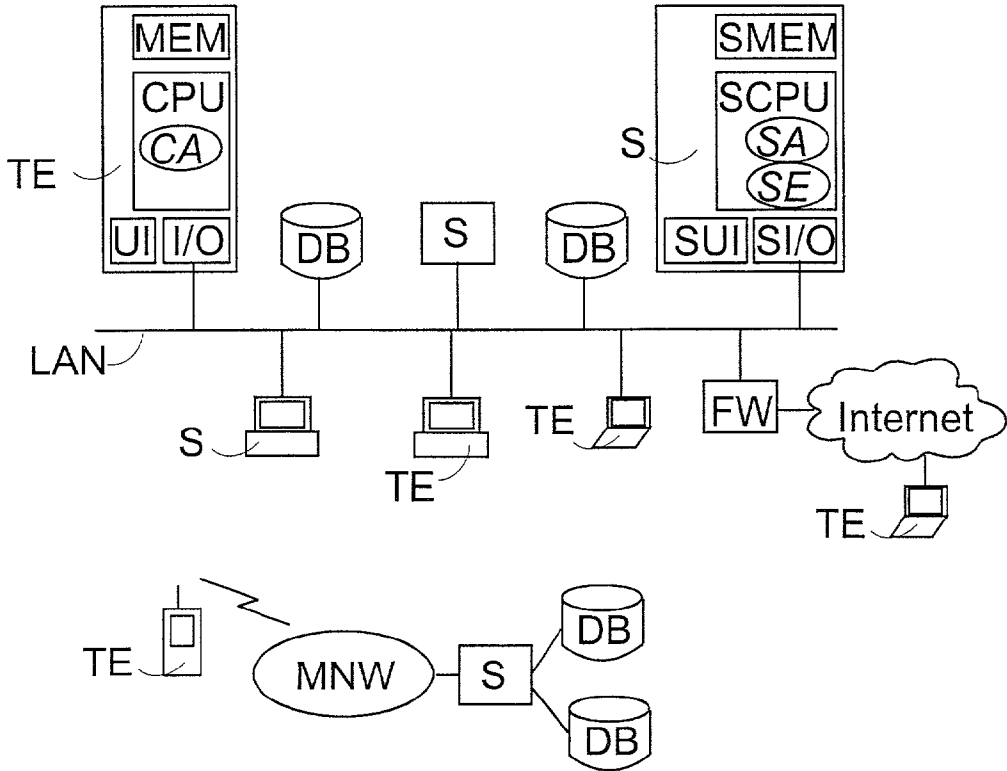 MEM
CPU
CA
TE
UI
I/O
DB
S
DB
SMEM
SCPU
SA
SE
S
SUI
SI/O
LAN
S
TE
TE
FW
Internet
TE
TE
MNW
S
DB
DB